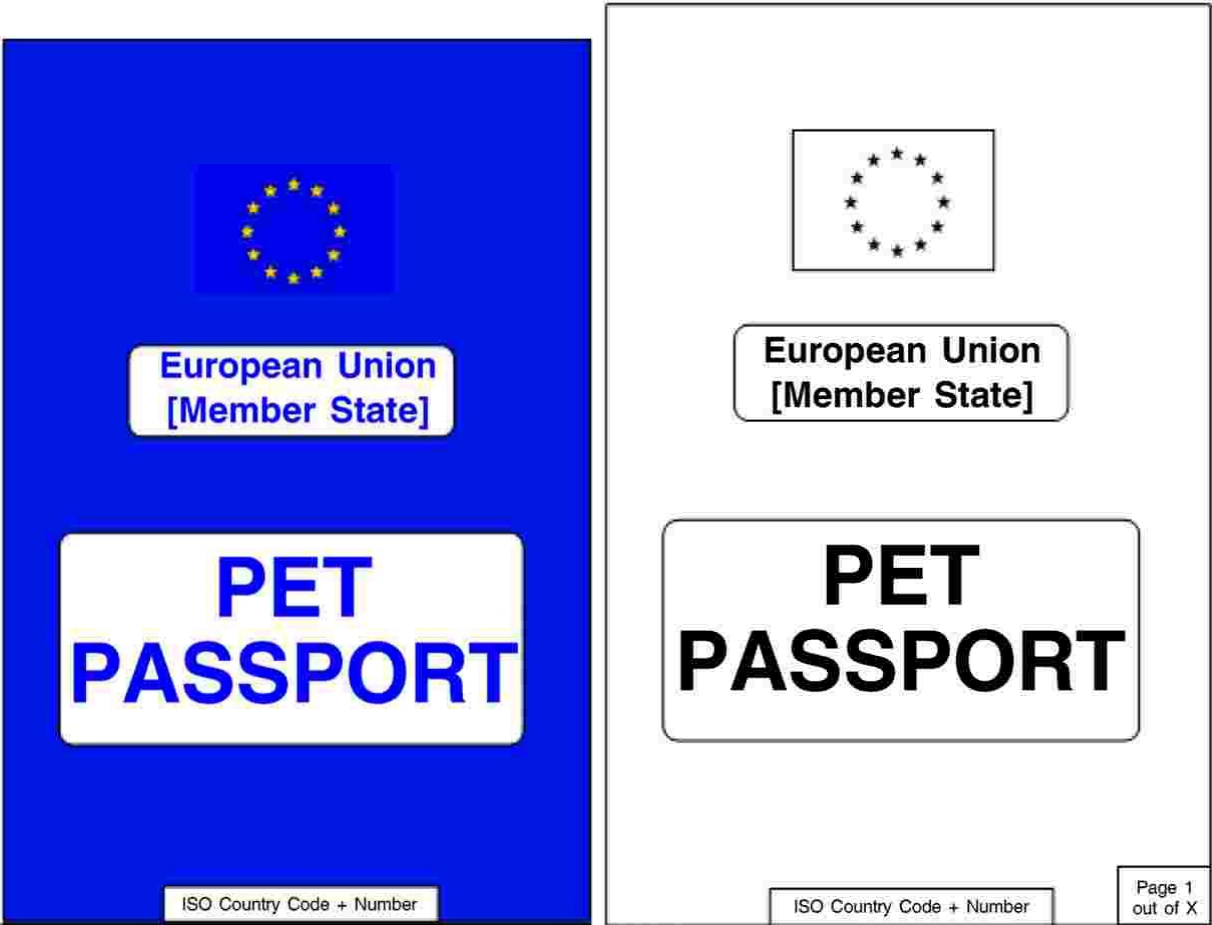 European Union
[Member State]
PET
PASSPORT
ISO Country Code + Number
European Union
[Member State]
PET
PASSPORT
ISO Country Code + Number
Page 1
out of X